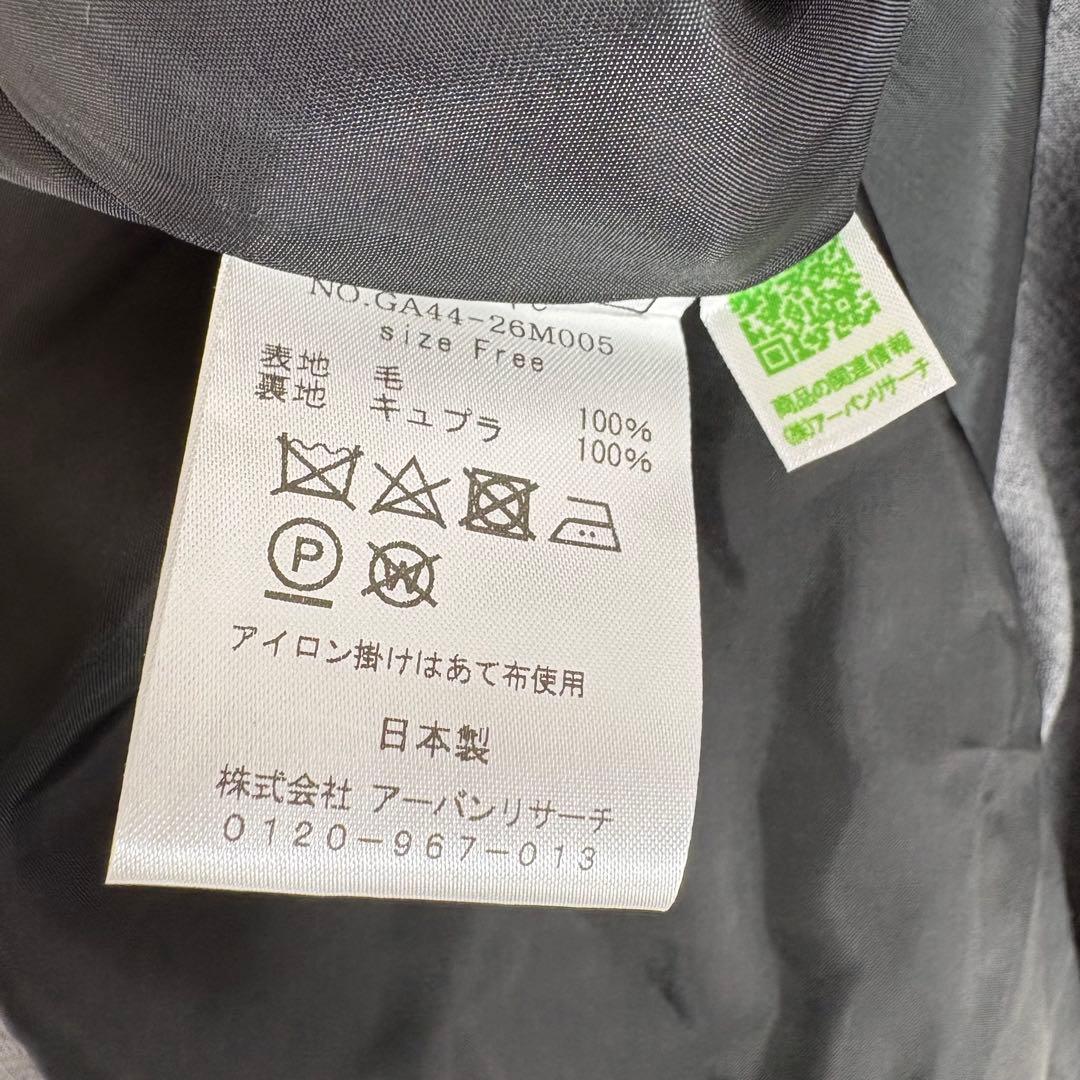 NO.GA44-26M005
size Free
表地 毛 100%
裏地 キュプラ 100%
P
W
アイロン掛けはあて布使用
日本製
株式会社 アーバンリサーチ
0120-967-013
商品の関連情報
(株)アーバンリサーチ